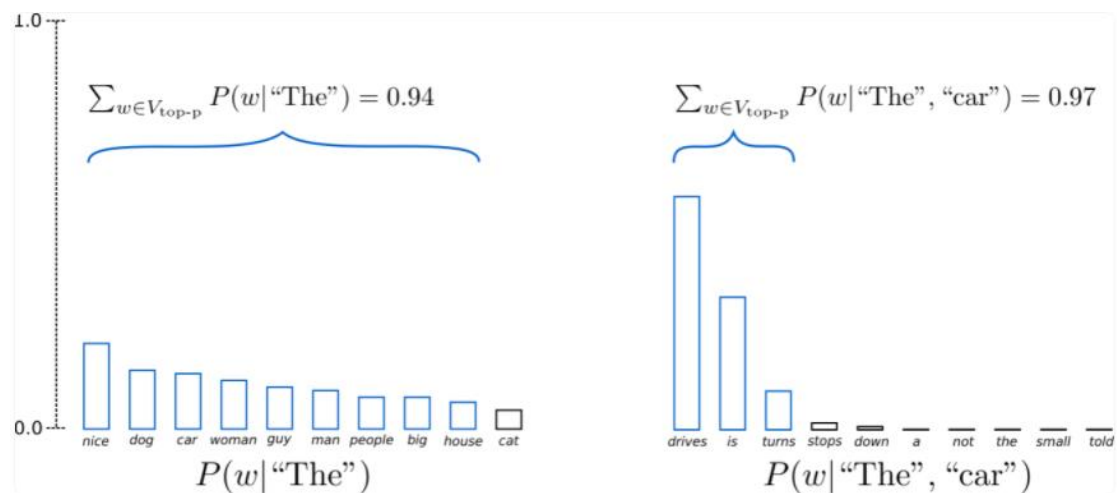 1.0
∑w∈Vtop-p P(w|“The”) = 0.94
∑w∈Vtop-p P(w|“The”, “car”) = 0.97
0.0
nice dog car woman guy man people big house cat
drives is turns stops down a not the small told
P(w|“The”)
P(w|“The”, “car”)